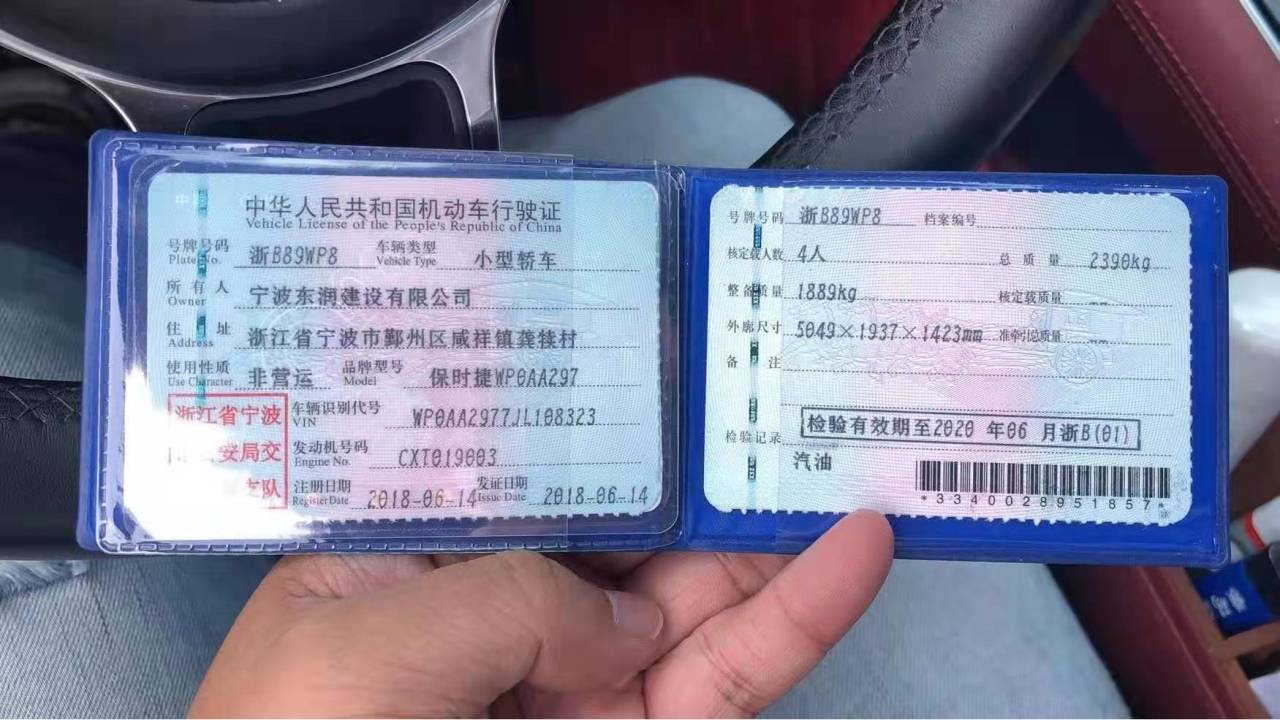 中华人民共和国机动车行驶证
Vehicle License of the People's Republic of China
号牌号码 浙B89WP8 车辆类型 小型轿车
Plate No. Vehicle Type
所有人 宁波东润建设有限公司
Owner
住址 浙江省宁波市鄞州区咸祥镇龚犊村
Address
使用性质 非营运 品牌型号 保时捷WP0AA297
Use Character Model
浙江省宁波
安局交
支队
车辆识别代号 WP0AA2977JL108323
VIN
发动机号码 CXT019003
Engine No.
注册日期 2018-06-14 发证日期 2018-06-14
Register Date Issue Date
号牌号码 浙B89WP8 档案编号
核定载人数 4人 总质量 2390kg
整备质量 1889kg 核定载质量 --
外廓尺寸 5049×1937×1423mm 准牵引总质量 --
备注
检验记录 检验有效期至2020年06月浙B(01)
汽油
*3340028951857*